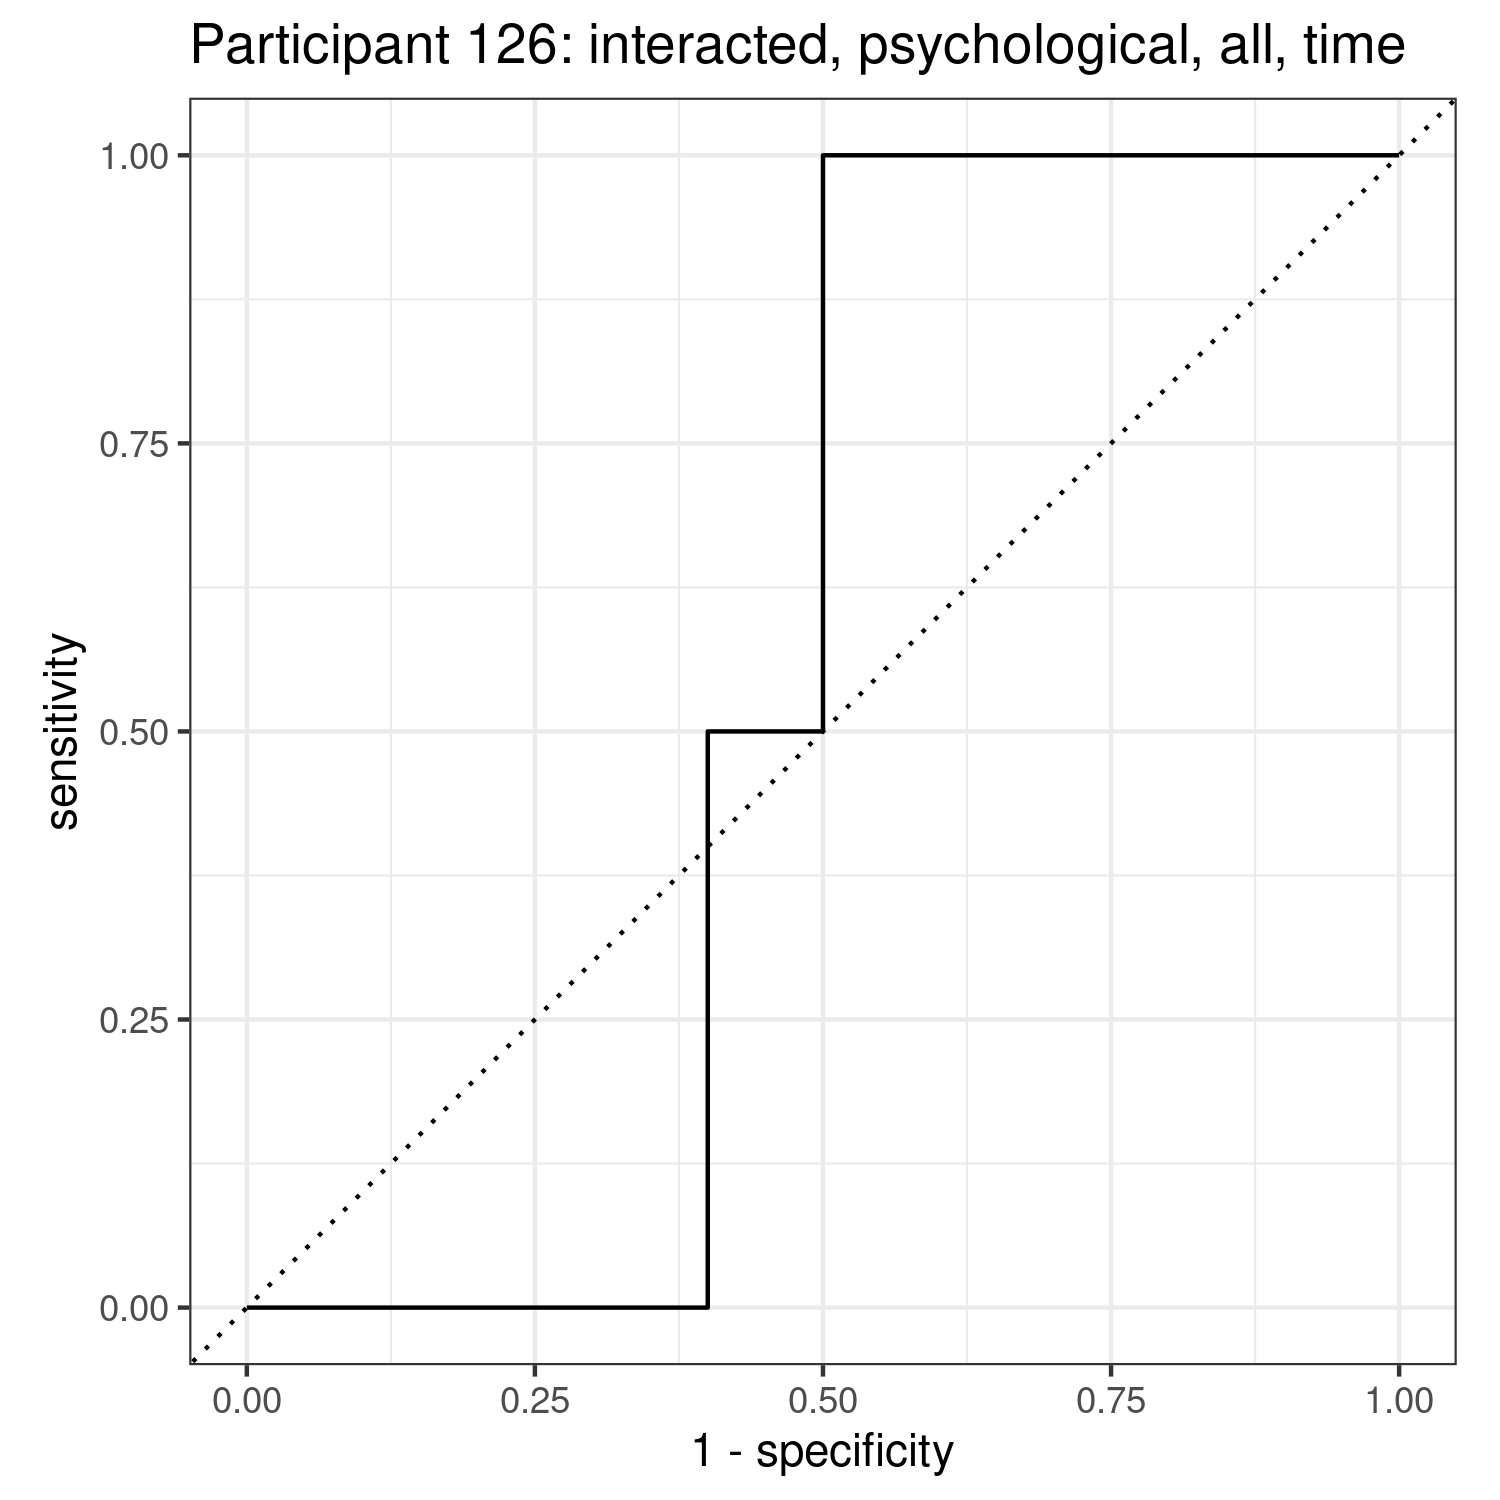 Participant 126: interacted, psychological, all, time
1.00
0.75
0.50
0.25
0.00
sensitivity
0.00 0.25 0.50 0.75 1.00
1 - specificity